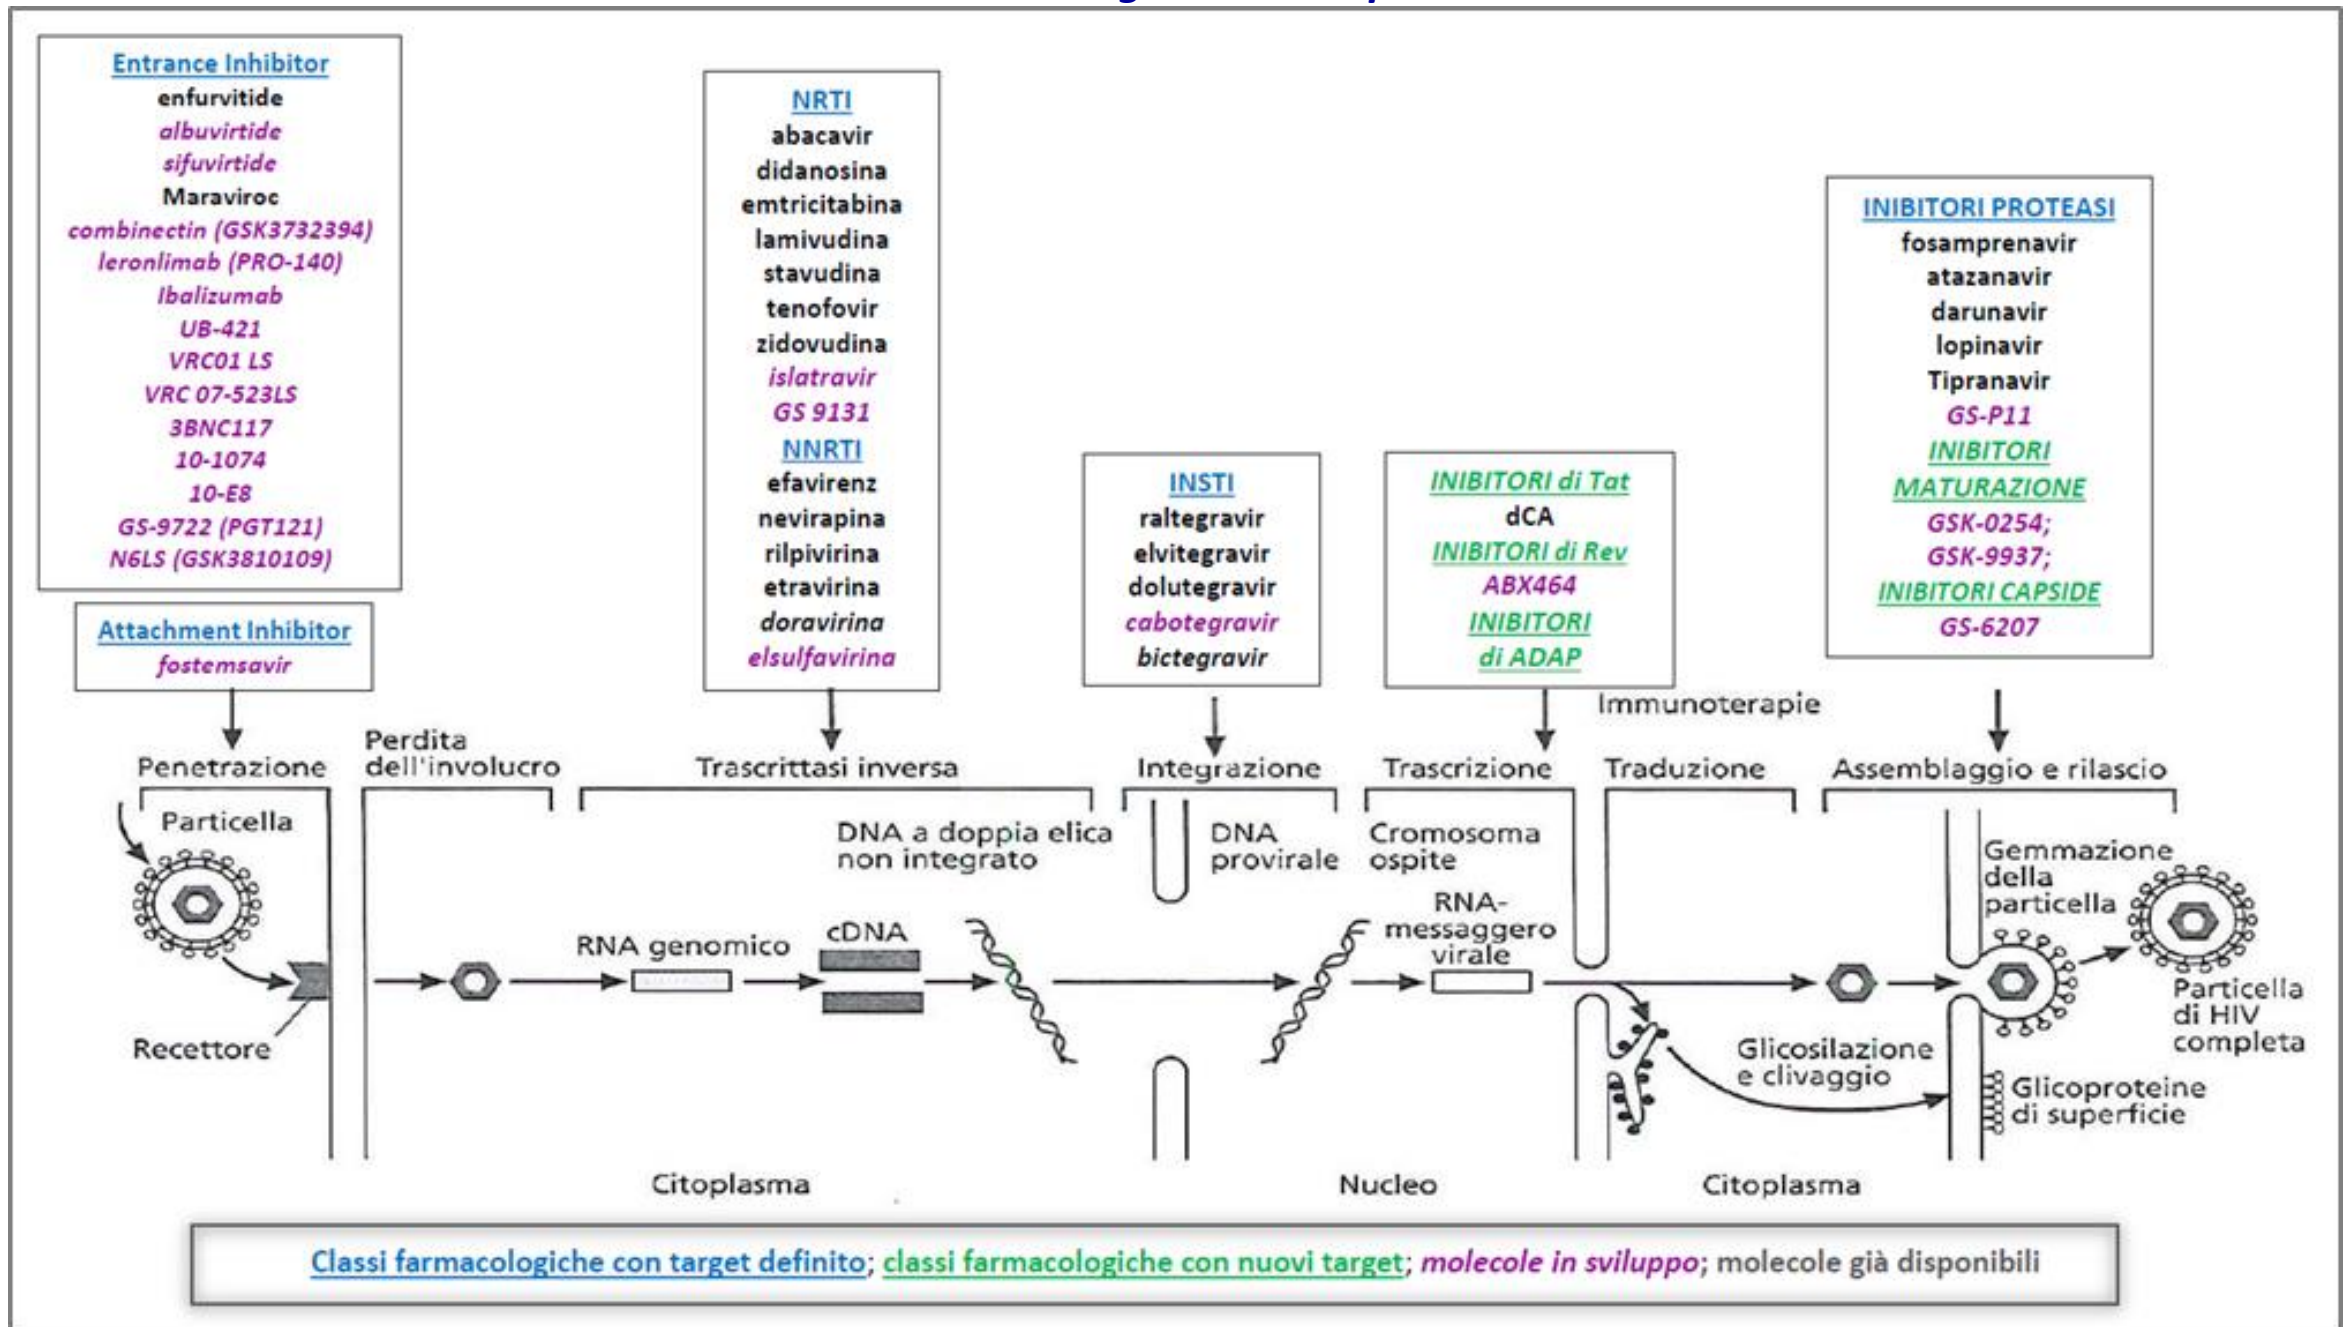 Entrance Inhibitor
enfurvitide
albuvirtide
sifuvirtide
Maraviroc
combinectin (GSK3732394)
leronlimab (PRO-140)
Ibalizumab
UB-421
VRC01 LS
VRC 07-523LS
3BNC117
10-1074
10-E8
GS-9722 (PGT121)
N6LS (GSK3810109)
Attachment Inhibitor
fostemsavir
NRTI
abacavir
didanosina
emtricitabina
lamivudina
stavudina
tenofovir
zidovudina
islatravir
GS 9131
NNRTI
efavirenz
nevirapina
rilpivirina
etravirina
doravirina
elsulfavirina
INSTI
raltegravir
elvitegravir
dolutegravir
cabotegravir
bictegravir
INIBITORI di Tat
dCA
INIBITORI di Rev
ABX464
INIBITORI
di ADAP
INIBITORI PROTEASI
fosamprenavir
atazanavir
darunavir
lopinavir
Tipranavir
GS-P11
INIBITORI
MATURAZIONE
GSK-0254;
GSK-9937;
INIBITORI CAPSIDE
GS-6207
Immunoterapie
Penetrazione
Perdita
dell'involucro
Trascrittasi inversa
Integrazione
Trascrizione
Traduzione
Assemblaggio e rilascio
Particella
DNA a doppia elica
non integrato
DNA
provirale
Cromosoma
ospite
Gemmazione
della
particella
RNA genomico
cDNA
RNA-
messaggero
virale
Recettore
Particella
di HIV
completa
Glicosilazione
e clivaggio
Glicoproteine
di superficie
Citoplasma
Nucleo
Citoplasma
Classi farmacologiche con target definito; classi farmacologiche con nuovi target; molecole in sviluppo; molecole già disponibili